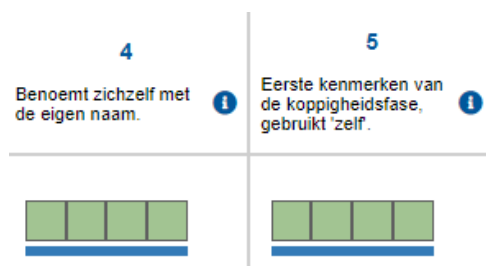 4
Benoemt zichzelf met
de eigen naam.
i
5
Eerste kenmerken van
de koppigheidsfase,
gebruikt 'zelf'.
i